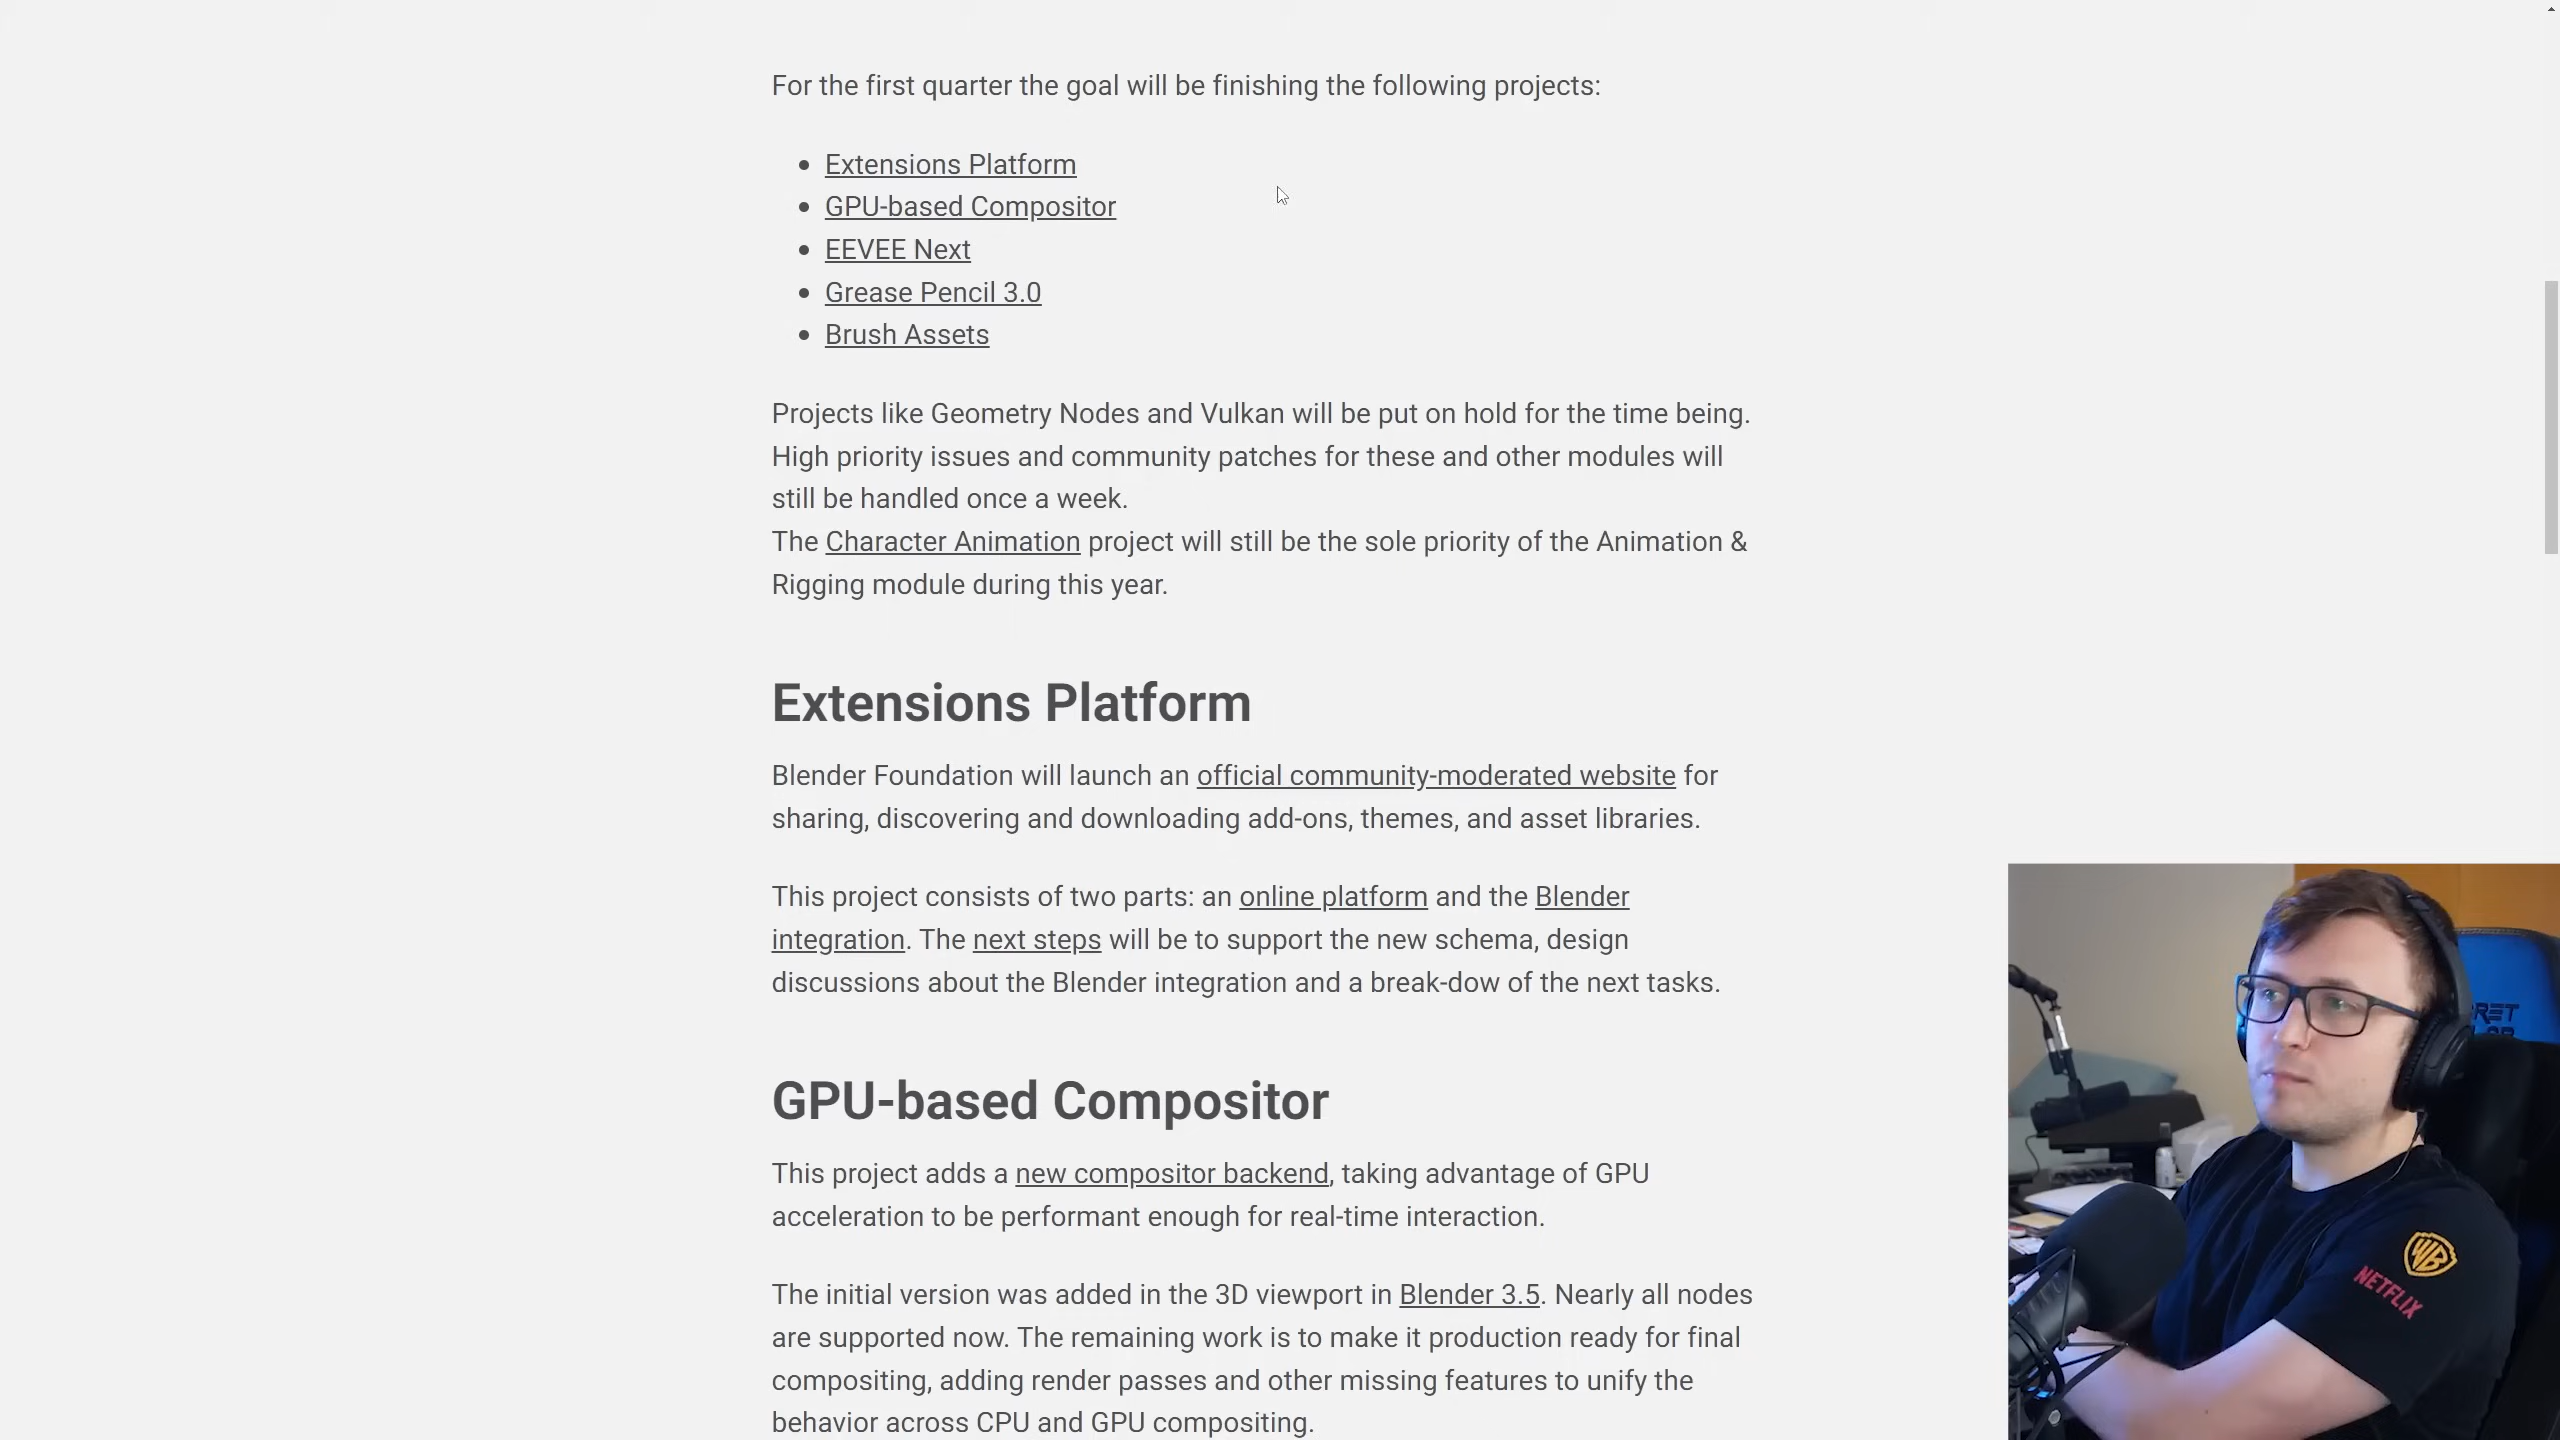 For the first quarter the goal will be finishing the following projects:
Extensions Platform
GPU-based Compositor
EEVEE Next
Grease Pencil 3.0
Brush Assets
Projects like Geometry Nodes and Vulkan will be put on hold for the time being.
High priority issues and community patches for these and other modules will
still be handled once a week.
The Character Animation project will still be the sole priority of the Animation &
Rigging module during this year.
Extensions Platform
Blender Foundation will launch an official community-moderated website for
sharing, discovering and downloading add-ons, themes, and asset libraries.
This project consists of two parts: an online platform and the Blender
integration. The next steps will be to support the new schema, design
discussions about the Blender integration and a break-dow of the next tasks.
GPU-based Compositor
This project adds a new compositor backend, taking advantage of GPU
acceleration to be performant enough for real-time interaction.
The initial version was added in the 3D viewport in Blender 3.5. Nearly all nodes
are supported now. The remaining work is to make it production ready for final
compositing, adding render passes and other missing features to unify the
behavior across CPU and GPU compositing.
WB
NETFLIX